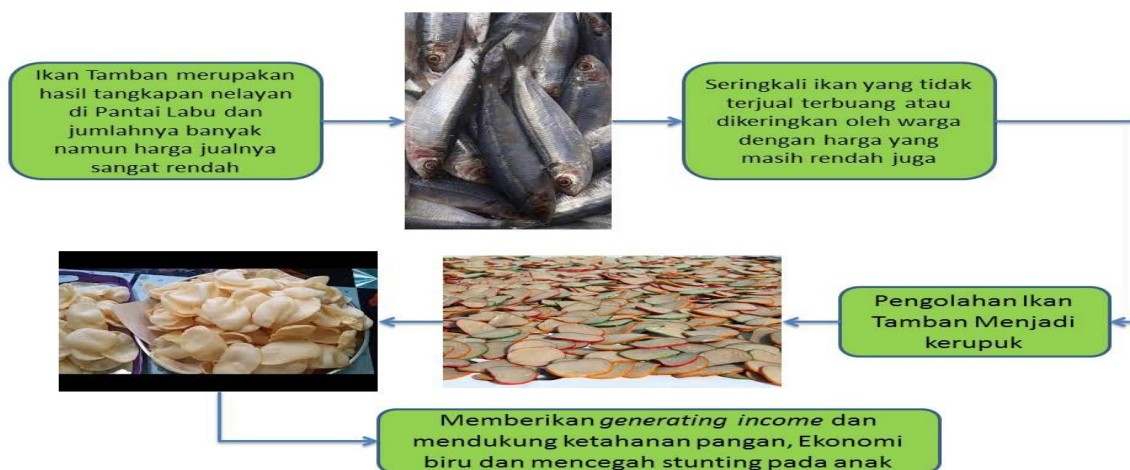 Ikan Tamban merupakan
hasil tangkapan nelayan
di Pantai Labu dan
jumlahnya banyak
namun harga jualnya
sangat rendah
Seringkali ikan yang tidak
terjual terbuang atau
dikeringkan oleh warga
dengan harga yang
masih rendah juga
Pengolahan Ikan
Tamban Menjadi
kerupuk
Memberikan generating income dan
mendukung ketahanan pangan, Ekonomi
biru dan mencegah stunting pada anak